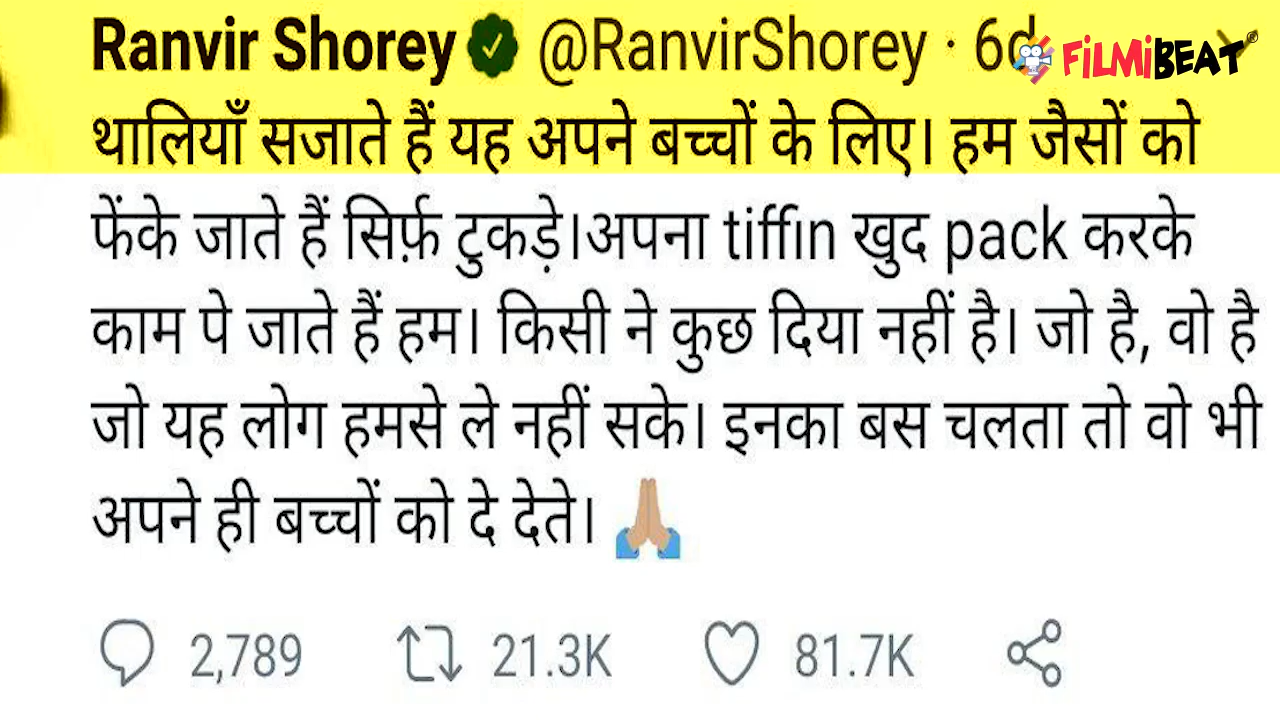 Ranvir Shorey @RanvirShorey · 6d
FiLMiBEAT®
थालियाँ सजाते हैं यह अपने बच्चों के लिए। हम जैसों को
फेंके जाते हैं सिर्फ़ टुकड़े।अपना tiffin खुद pack करके
काम पे जाते हैं हम। किसी ने कुछ दिया नहीं है। जो है, वो है
जो यह लोग हमसे ले नहीं सके। इनका बस चलता तो वो भी
अपने ही बच्चों को दे देते। 🙏🏽
2,789 21.3K 81.7K